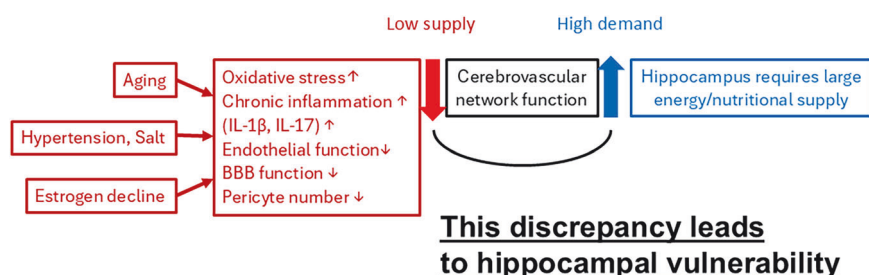 Low supply
High demand
Aging
Hypertension, Salt
Estrogen decline
Oxidative stress↑
Chronic inflammation ↑
(IL-1β, IL-17) ↑
Endothelial function↓
BBB function ↓
Pericyte number ↓
Cerebrovascular
network function
Hippocampus requires large
energy/nutritional supply
This discrepancy leads
to hippocampal vulnerability